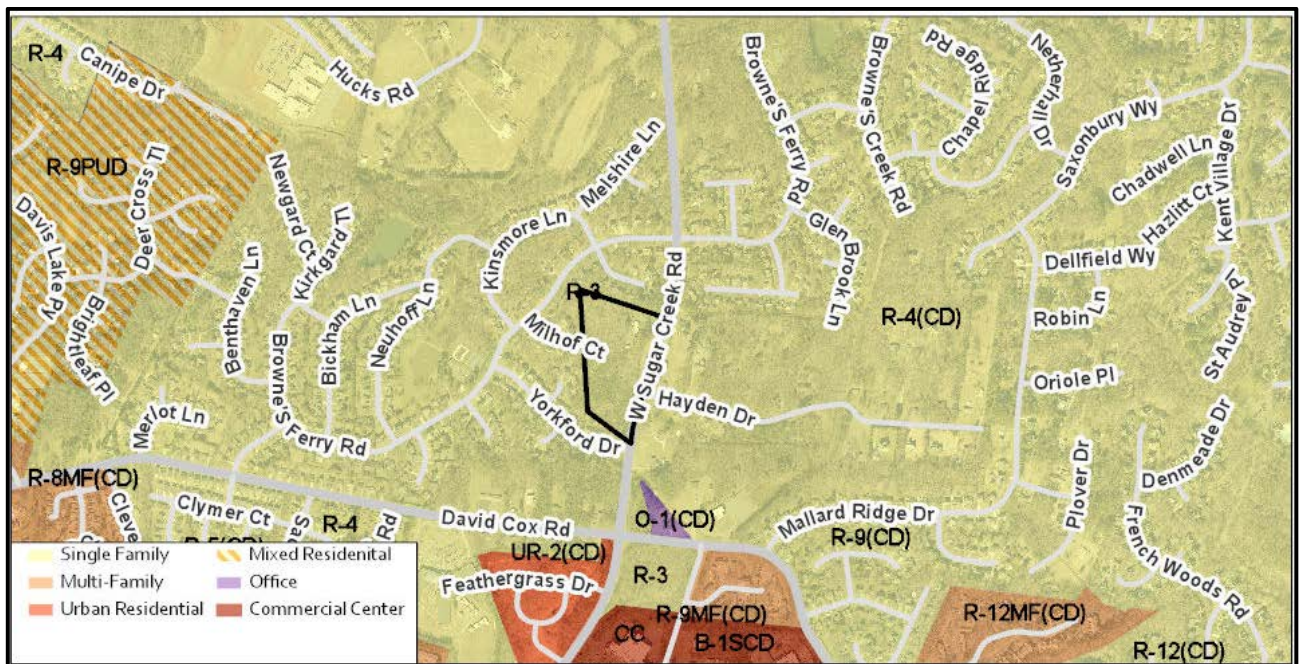 R-4
Canipe Dr
Hucks Rd
Browne'S Ferry Rd
Browne'S Creek Rd
Chapel Ridge Rd
Netherhall Dr
Saxonbury Wy
Kent Village Dr
Chadwell Ln
Hazlitt Ct
R-9PUD
Deer Cross Tl
Davis Lake Py
Brightleaf Pl
Newgard Ct
Kirkgard Tl
Benthaven Ln
Bickham Ln
Neuhoff Ln
Kinsmore Ln
Melshire Ln
Glen Brook Ln
Dellfield Wy
R-3
W Sugar Creek Rd
R-4(CD)
Robin Ln
Milhof Ct
Oriole Pl
St Audrey Pl
Hayden Dr
Yorkford Dr
Browne'S Ferry Rd
Merlot Ln
Plover Dr
Denmeade Dr
French Woods Rd
R-8MF(CD)
Clymer Ct
R-4
Rd
David Cox Rd
O-1(CD)
Mallard Ridge Dr
R-9(CD)
UR-2(CD)
Feathergrass Dr
R-3
R-9MF(CD)
CC
B-1SCD
R-12MF(CD)
R-12(CD)
Single Family
Multi-Family
Urban Residential
Mixed Residenital
Office
Commercial Center